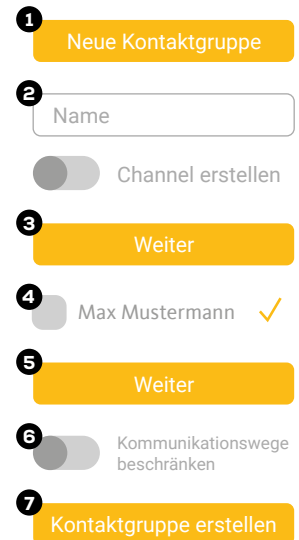 1
Neue Kontaktgruppe
2
Name
Channel erstellen
3
Weiter
4
Max Mustermann
5
Weiter
6
Kommunikationswege
beschränken
7
Kontaktgruppe erstellen